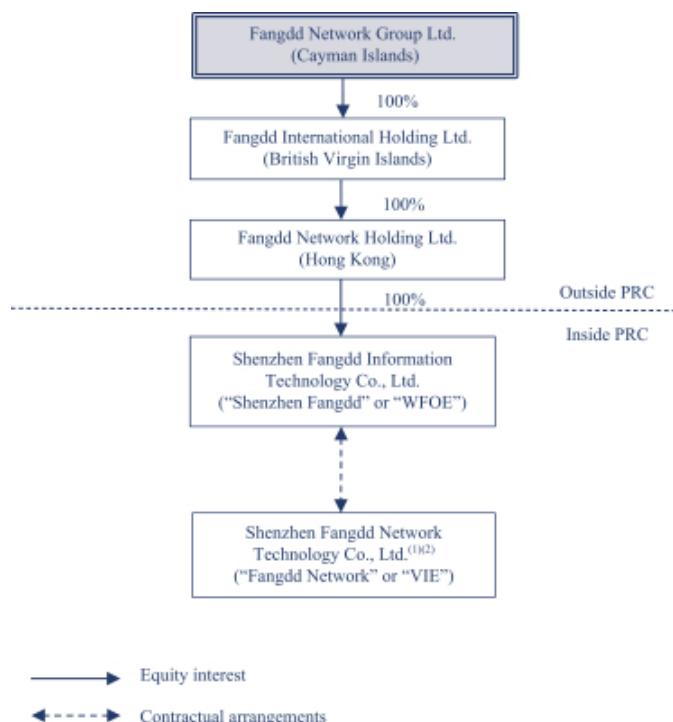 Fangdd Network Group Ltd.
(Cayman Islands)
100%
Fangdd International Holding Ltd.
(British Virgin Islands)
100%
Fangdd Network Holding Ltd.
(Hong Kong)
100%
Outside PRC
Inside PRC
Shenzhen Fangdd Information
Technology Co., Ltd.
(“Shenzhen Fangdd” or “WFOE”)
Shenzhen Fangdd Network
Technology Co., Ltd.(1)(2)
(“Fangdd Network” or “VIE”)
Equity interest
Contractual arrangements